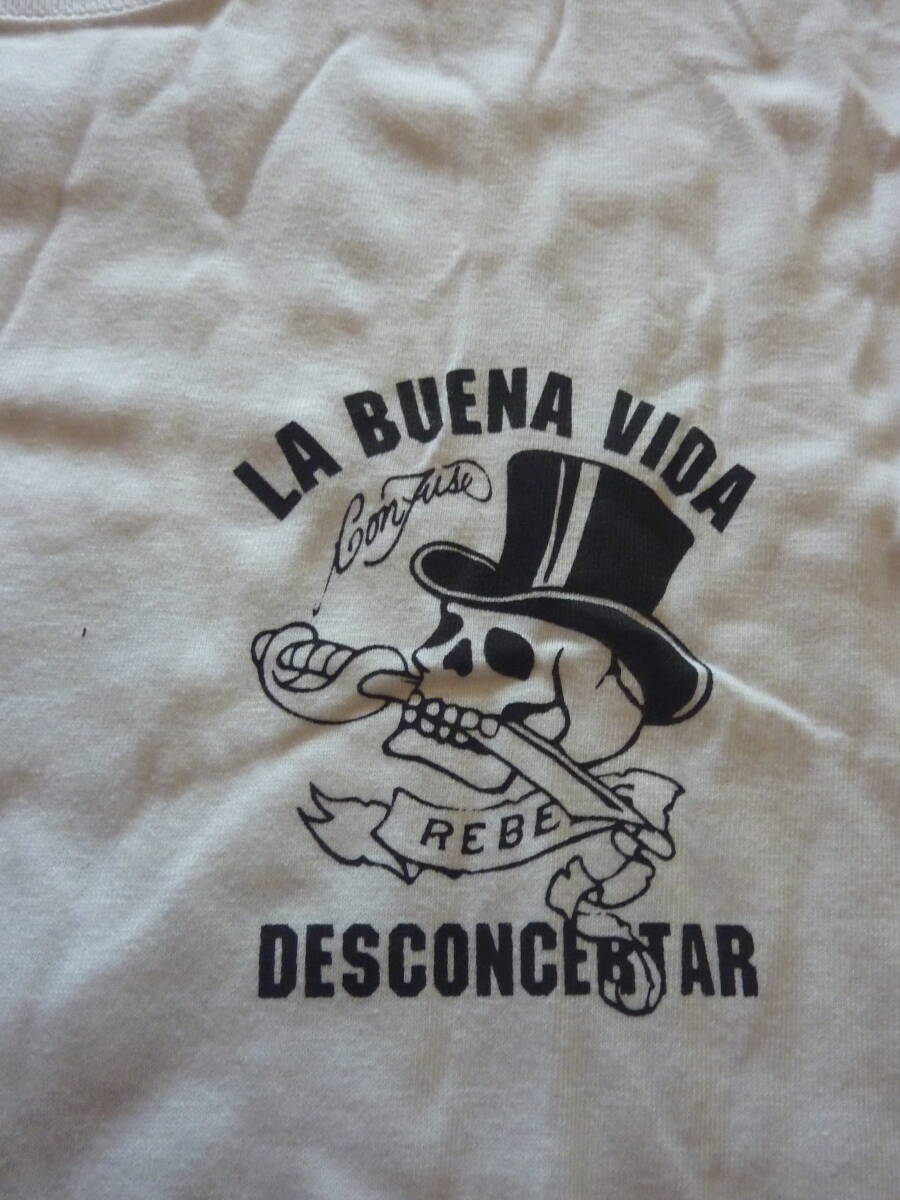 LA BUENA VIDA
Confuse
REBE
DESCONCERTAR